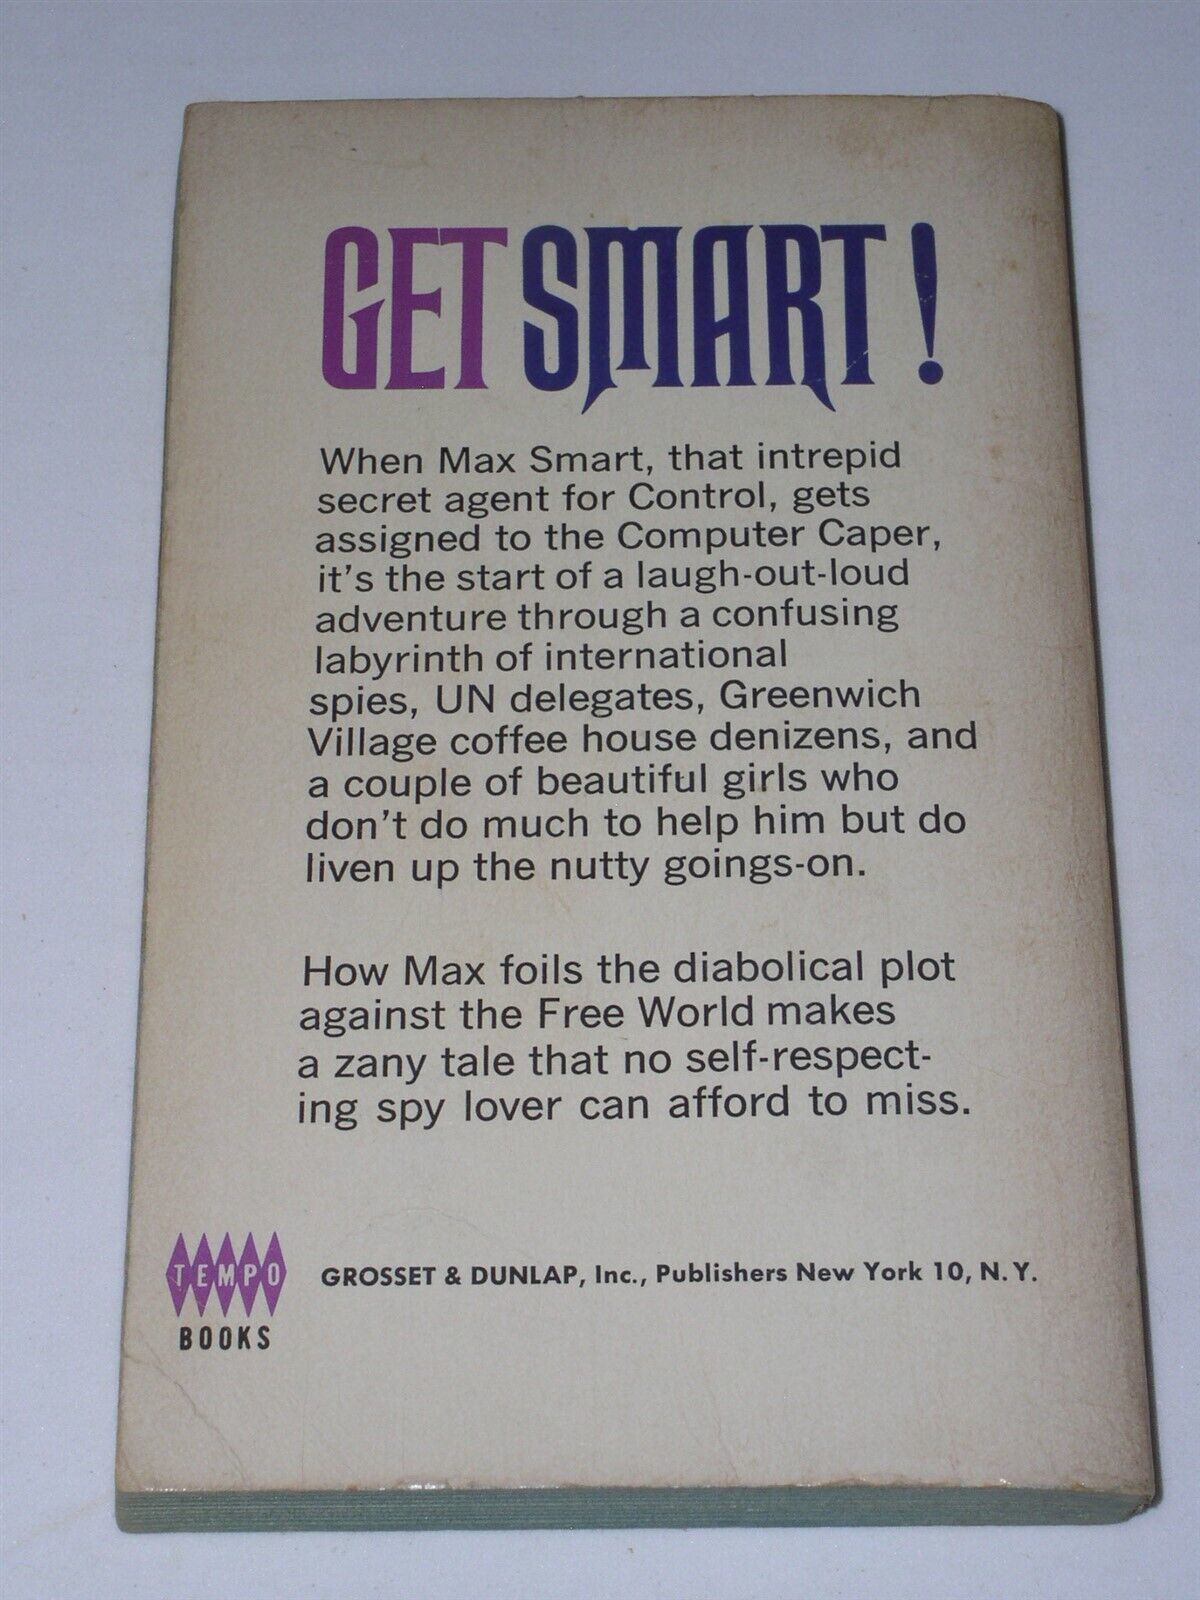 GET SMART!
When Max Smart, that intrepid
secret agent for Control, gets
assigned to the Computer Caper,
it's the start of a laugh-out-loud
adventure through a confusing
labyrinth of international
spies, UN delegates, Greenwich
Village coffee house denizens, and
a couple of beautiful girls who
don't do much to help him but do
liven up the nutty goings-on.
How Max foils the diabolical plot
against the Free World makes
a zany tale that no self-respect-
ing spy lover can afford to miss.
TEMPO
BOOKS
GROSSET & DUNLAP, Inc., Publishers New York 10, N.Y.